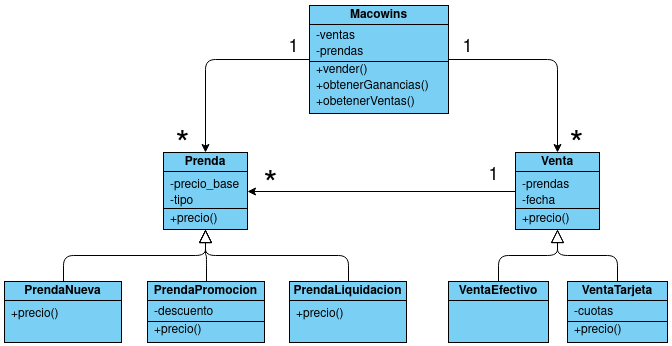 Macowins
-ventas
-prendas
+vender()
+obtenerGanancias()
+obetenerVentas()
1
1
*
*
Prenda
-precio_base
-tipo
+precio()
*
1
Venta
-prendas
-fecha
+precio()
PrendaNueva
+precio()
PrendaPromocion
-descuento
+precio()
PrendaLiquidacion
+precio()
VentaEfectivo
VentaTarjeta
-cuotas
+precio()